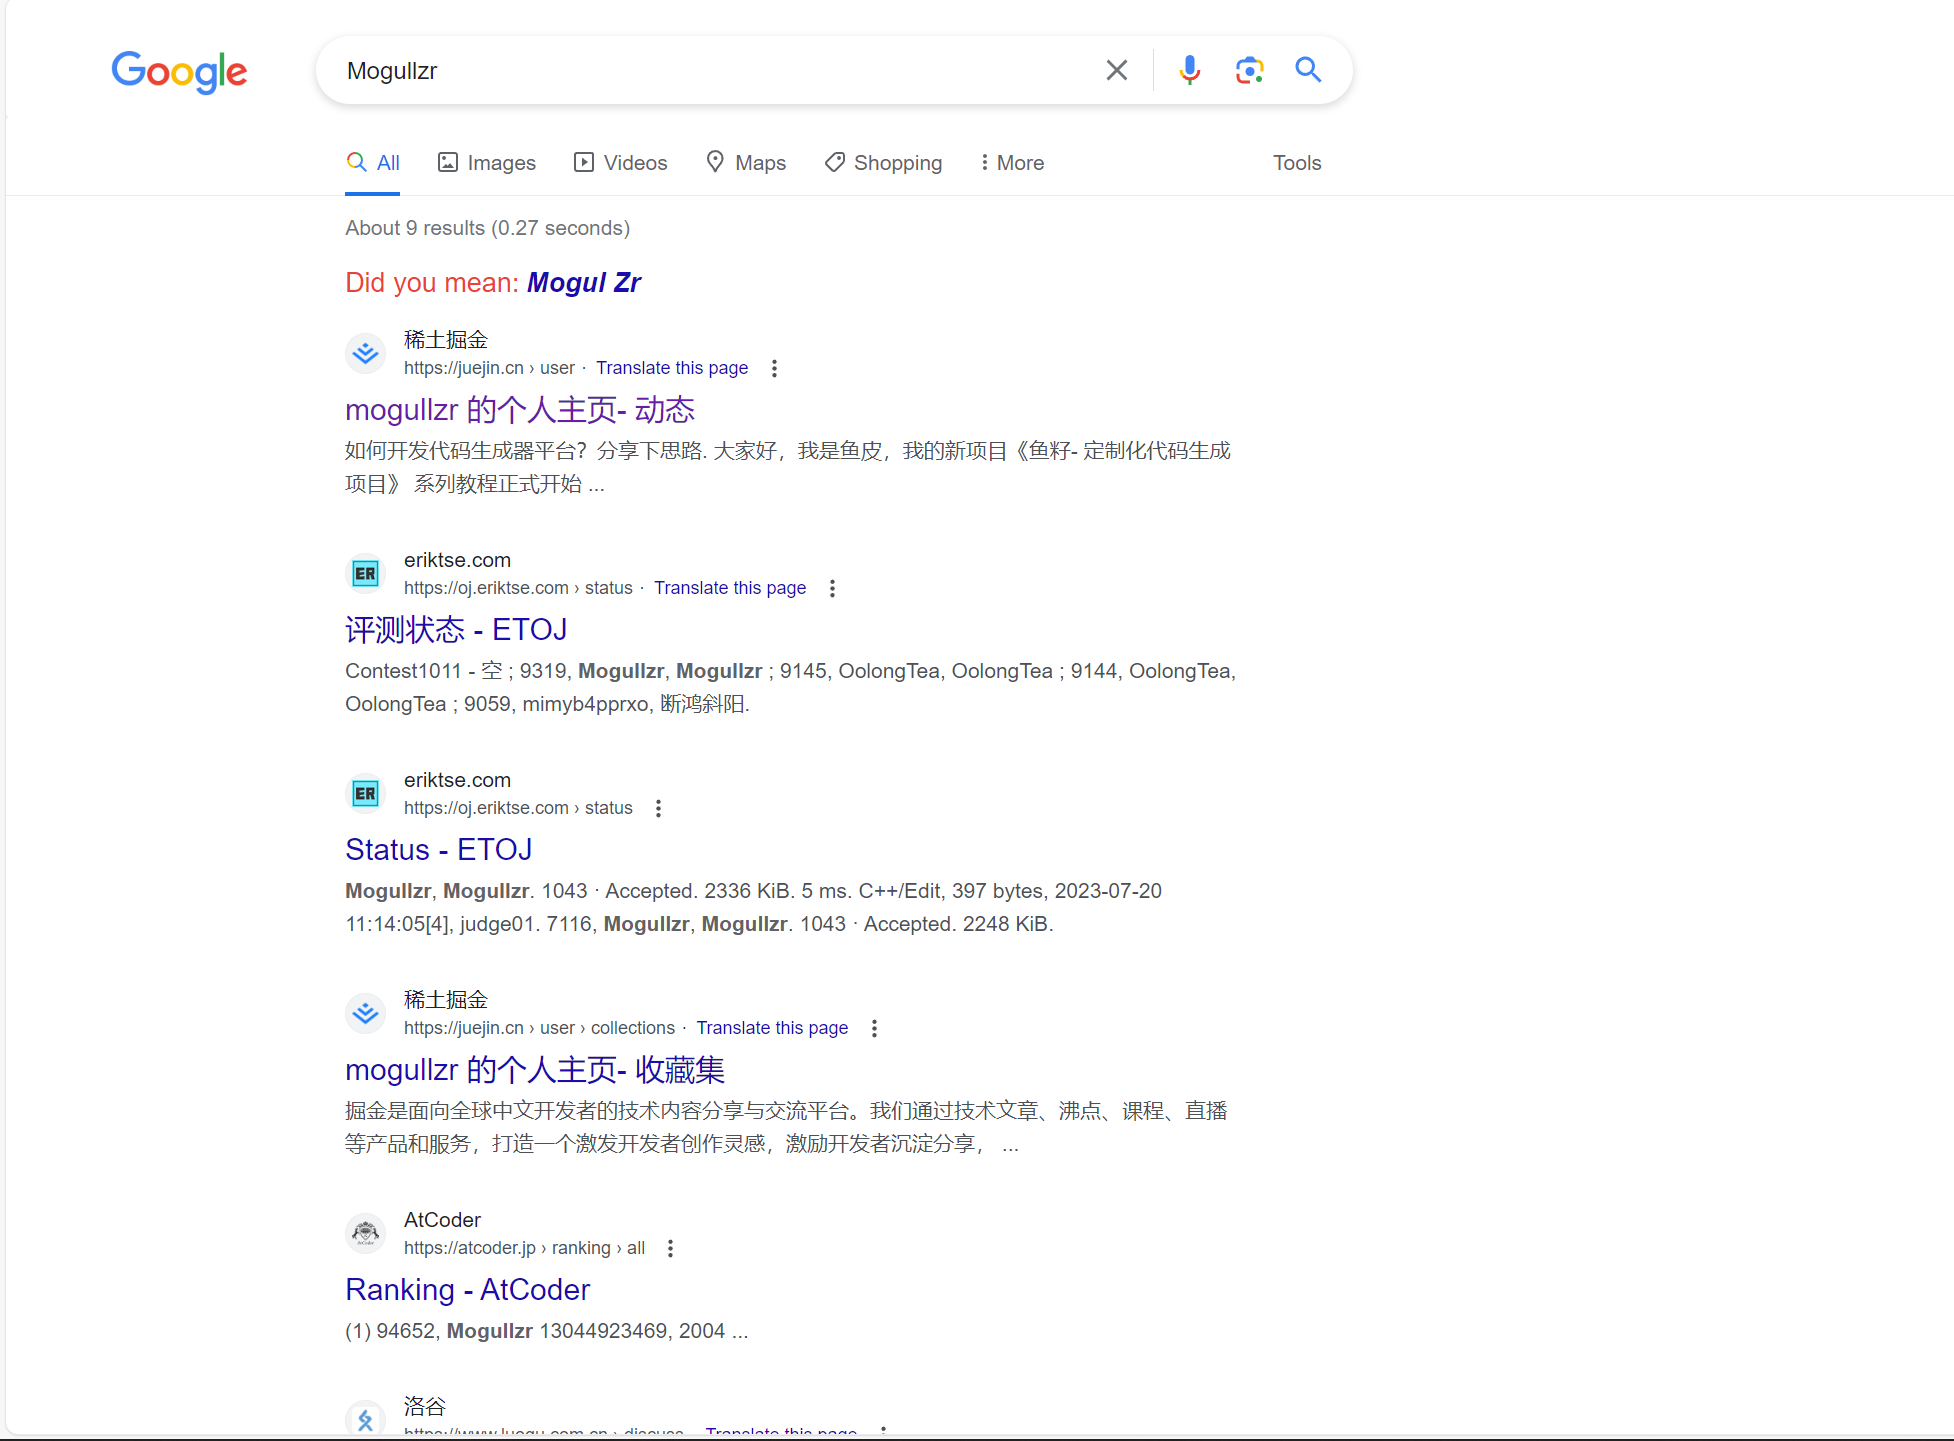 Google
Mogullzr
All Images Videos Maps Shopping More Tools
About 9 results (0.27 seconds)
Did you mean: Mogul Zr
稀土掘金
https://juejin.cn › user · Translate this page
mogullzr 的个人主页- 动态
如何开发代码生成器平台？分享下思路. 大家好，我是鱼皮，我的新项目《鱼籽- 定制化代码生成
项目》 系列教程正式开始 ...
ER
eriktse.com
https://oj.eriktse.com › status · Translate this page
评测状态 - ETOJ
Contest1011 - 空 ; 9319, Mogullzr, Mogullzr ; 9145, OolongTea, OolongTea ; 9144, OolongTea,
OolongTea ; 9059, mimyb4pprxo, 断鸿斜阳.
ER
eriktse.com
https://oj.eriktse.com › status
Status - ETOJ
Mogullzr, Mogullzr. 1043 · Accepted. 2336 KiB. 5 ms. C++/Edit, 397 bytes, 2023-07-20
11:14:05[4], judge01. 7116, Mogullzr, Mogullzr. 1043 · Accepted. 2248 KiB.
稀土掘金
https://juejin.cn › user › collections · Translate this page
mogullzr 的个人主页- 收藏集
掘金是面向全球中文开发者的技术内容分享与交流平台。我们通过技术文章、沸点、课程、直播
等产品和服务，打造一个激发开发者创作灵感，激励开发者沉淀分享， ...
AtCoder
https://atcoder.jp › ranking › all
Ranking - AtCoder
(1) 94652, Mogullzr 13044923469, 2004 ...
洛谷
https://www.luogu.com.cn › discuss · Translate this page